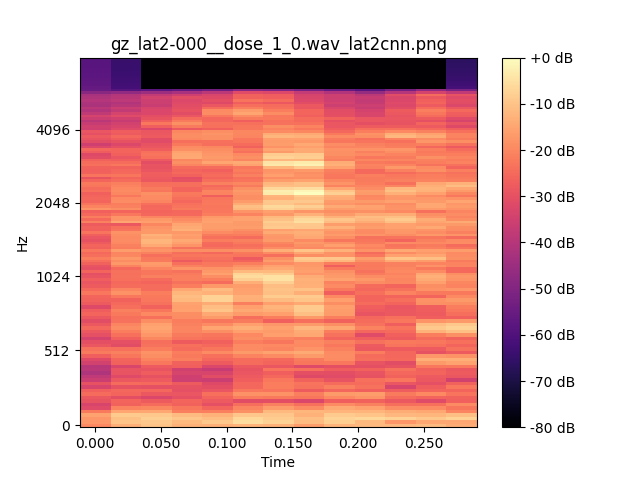 gz_lat2-000__dose_1_0.wav_lat2cnn.png
Hz
4096
2048
1024
512
0
0.000 0.050 0.100 0.150 0.200 0.250
Time
+0 dB
-10 dB
-20 dB
-30 dB
-40 dB
-50 dB
-60 dB
-70 dB
-80 dB